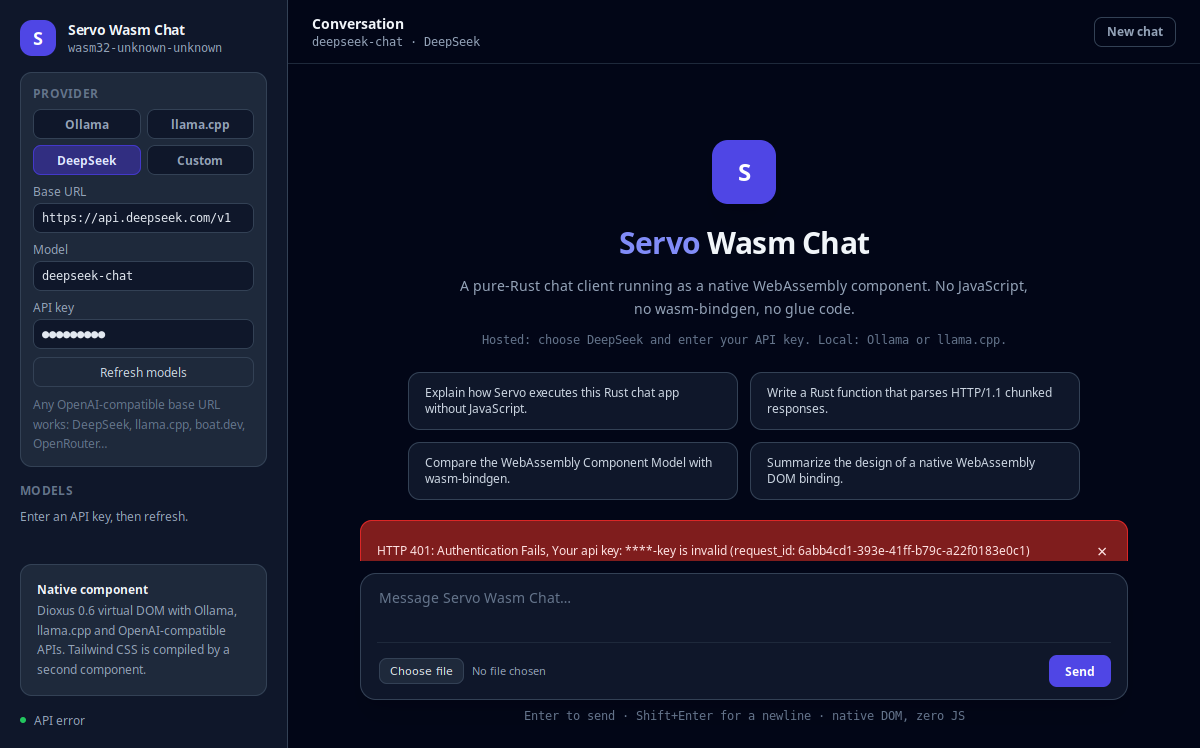 S
Servo Wasm Chat
wasm32-unknown-unknown
PROVIDER
Ollama
llama.cpp
DeepSeek
Custom
Base URL
https://api.deepseek.com/v1
Model
deepseek-chat
API key
●●●●●●●●●
Refresh models
Any OpenAI-compatible base URL
works: DeepSeek, llama.cpp, boat.dev,
OpenRouter...
MODELS
Enter an API key, then refresh.
Native component
Dioxus 0.6 virtual DOM with Ollama,
llama.cpp and OpenAI-compatible
APIs. Tailwind CSS is compiled by a
second component.
API error
Conversation
deepseek-chat · DeepSeek
New chat
S
Servo Wasm Chat
A pure-Rust chat client running as a native WebAssembly component. No JavaScript,
no wasm-bindgen, no glue code.
Hosted: choose DeepSeek and enter your API key. Local: Ollama or llama.cpp.
Explain how Servo executes this Rust chat app
without JavaScript.
Write a Rust function that parses HTTP/1.1 chunked
responses.
Compare the WebAssembly Component Model with
wasm-bindgen.
Summarize the design of a native WebAssembly
DOM binding.
HTTP 401: Authentication Fails, Your api key: ****-key is invalid (request_id: 6abb4cd1-393e-41ff-b79c-a22f0183e0c1)
×
Message Servo Wasm Chat...
Choose file
No file chosen
Send
Enter to send · Shift+Enter for a newline · native DOM, zero JS